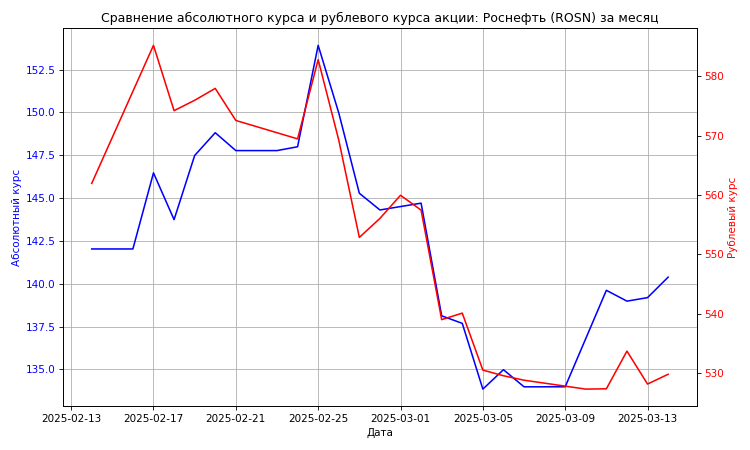 Сравнение абсолютного курса и рублевого курса акции: Роснефть (ROSN) за месяц
Абсолютный курс
152.5
150.0
147.5
145.0
142.5
140.0
137.5
135.0
580
570
560
550
540
530
Рублевый курс
2025-02-13 2025-02-17 2025-02-21 2025-02-25 2025-03-01 2025-03-05 2025-03-09 2025-03-13
Дата